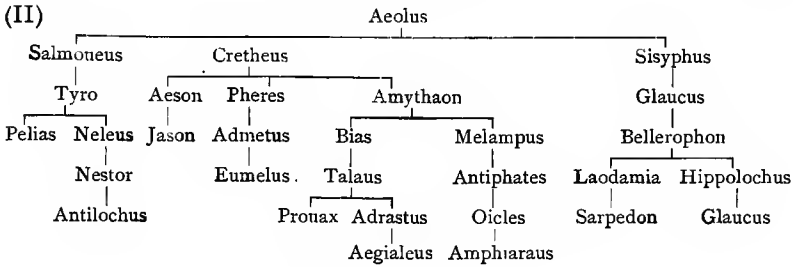 (II) Aeolus
Salmoneus Cretheus Sisyphus
Tyro Aeson Pheres Amythaon Glaucus
Pelias Neleus Jason Admetus Bias Melampus Bellerophon
Nestor Eumelus. Talaus Antiphates Laodamia Hippolochus
Antilochus Pronax Adrastus Oicles Sarpedon Glaucus
Aegialeus Amphiaraus